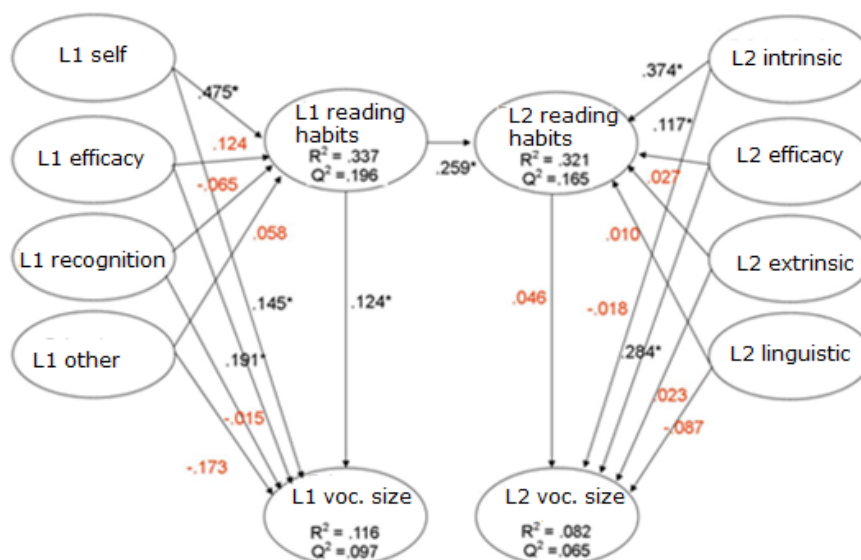 L1 self
L1 efficacy
L1 recognition
L1 other
.475*
.124
-.065
.058
.145*
.191*
-.015
-.173
L1 reading
habits
R² = .337
Q² =.196
.259*
.124*
L1 voc. size
R² = .116
Q² =.097
L2 reading
habits
R² = .321
Q² =.165
.046
L2 voc. size
R² = .082
Q² =.065
.374*
.117*
.027
.010
-.018
.284*
.023
-.087
L2 intrinsic
L2 efficacy
L2 extrinsic
L2 linguistic